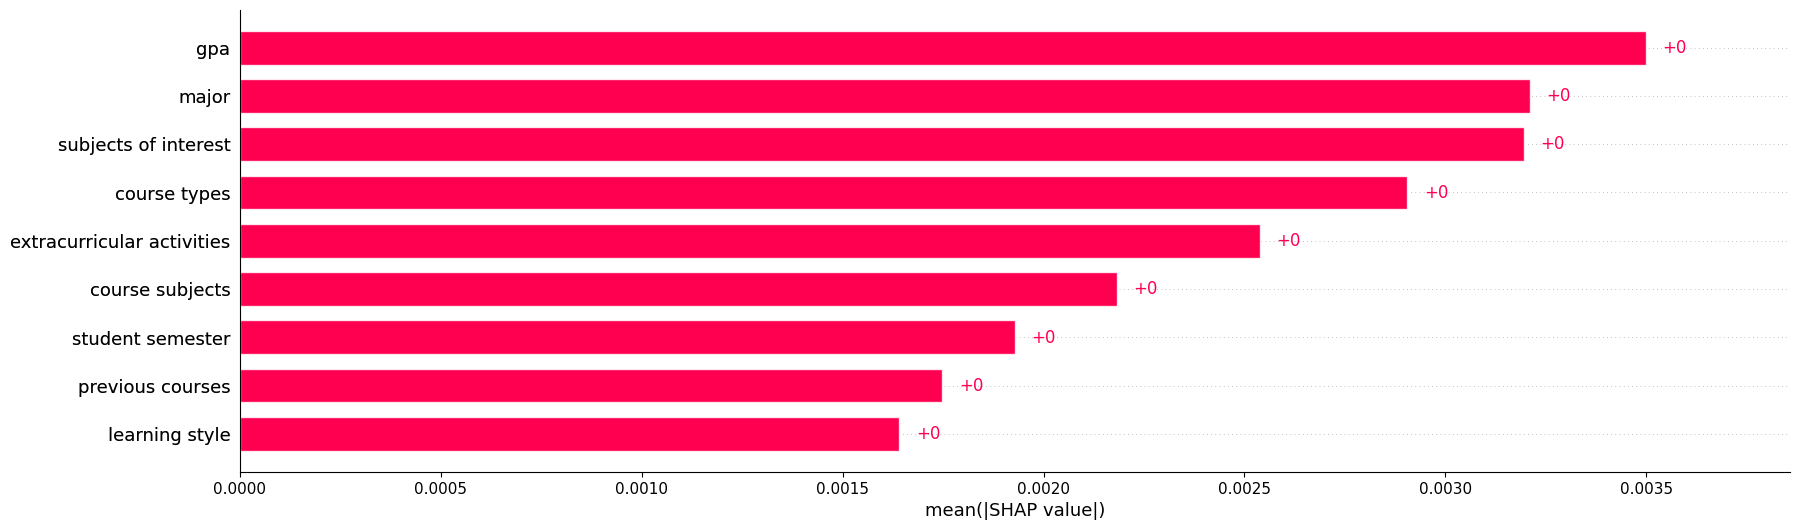 gpa +0
major +0
subjects of interest +0
course types +0
extracurricular activities +0
course subjects +0
student semester +0
previous courses +0
learning style +0
0.0000 0.0005 0.0010 0.0015 0.0020 0.0025 0.0030 0.0035
mean(|SHAP value|)